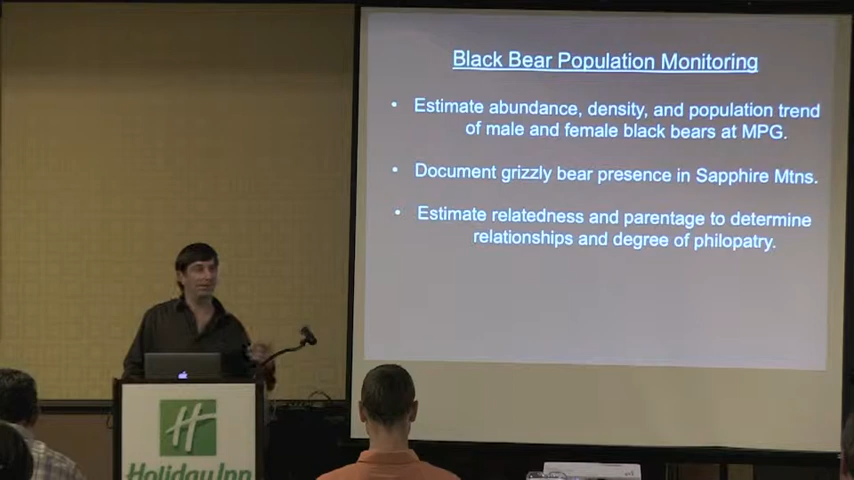 Black Bear Population Monitoring
• Estimate abundance, density, and population trend
of male and female black bears at MPG.
• Document grizzly bear presence in Sapphire Mtns.
• Estimate relatedness and parentage to determine
relationships and degree of philopatry.
H
Holiday Inn